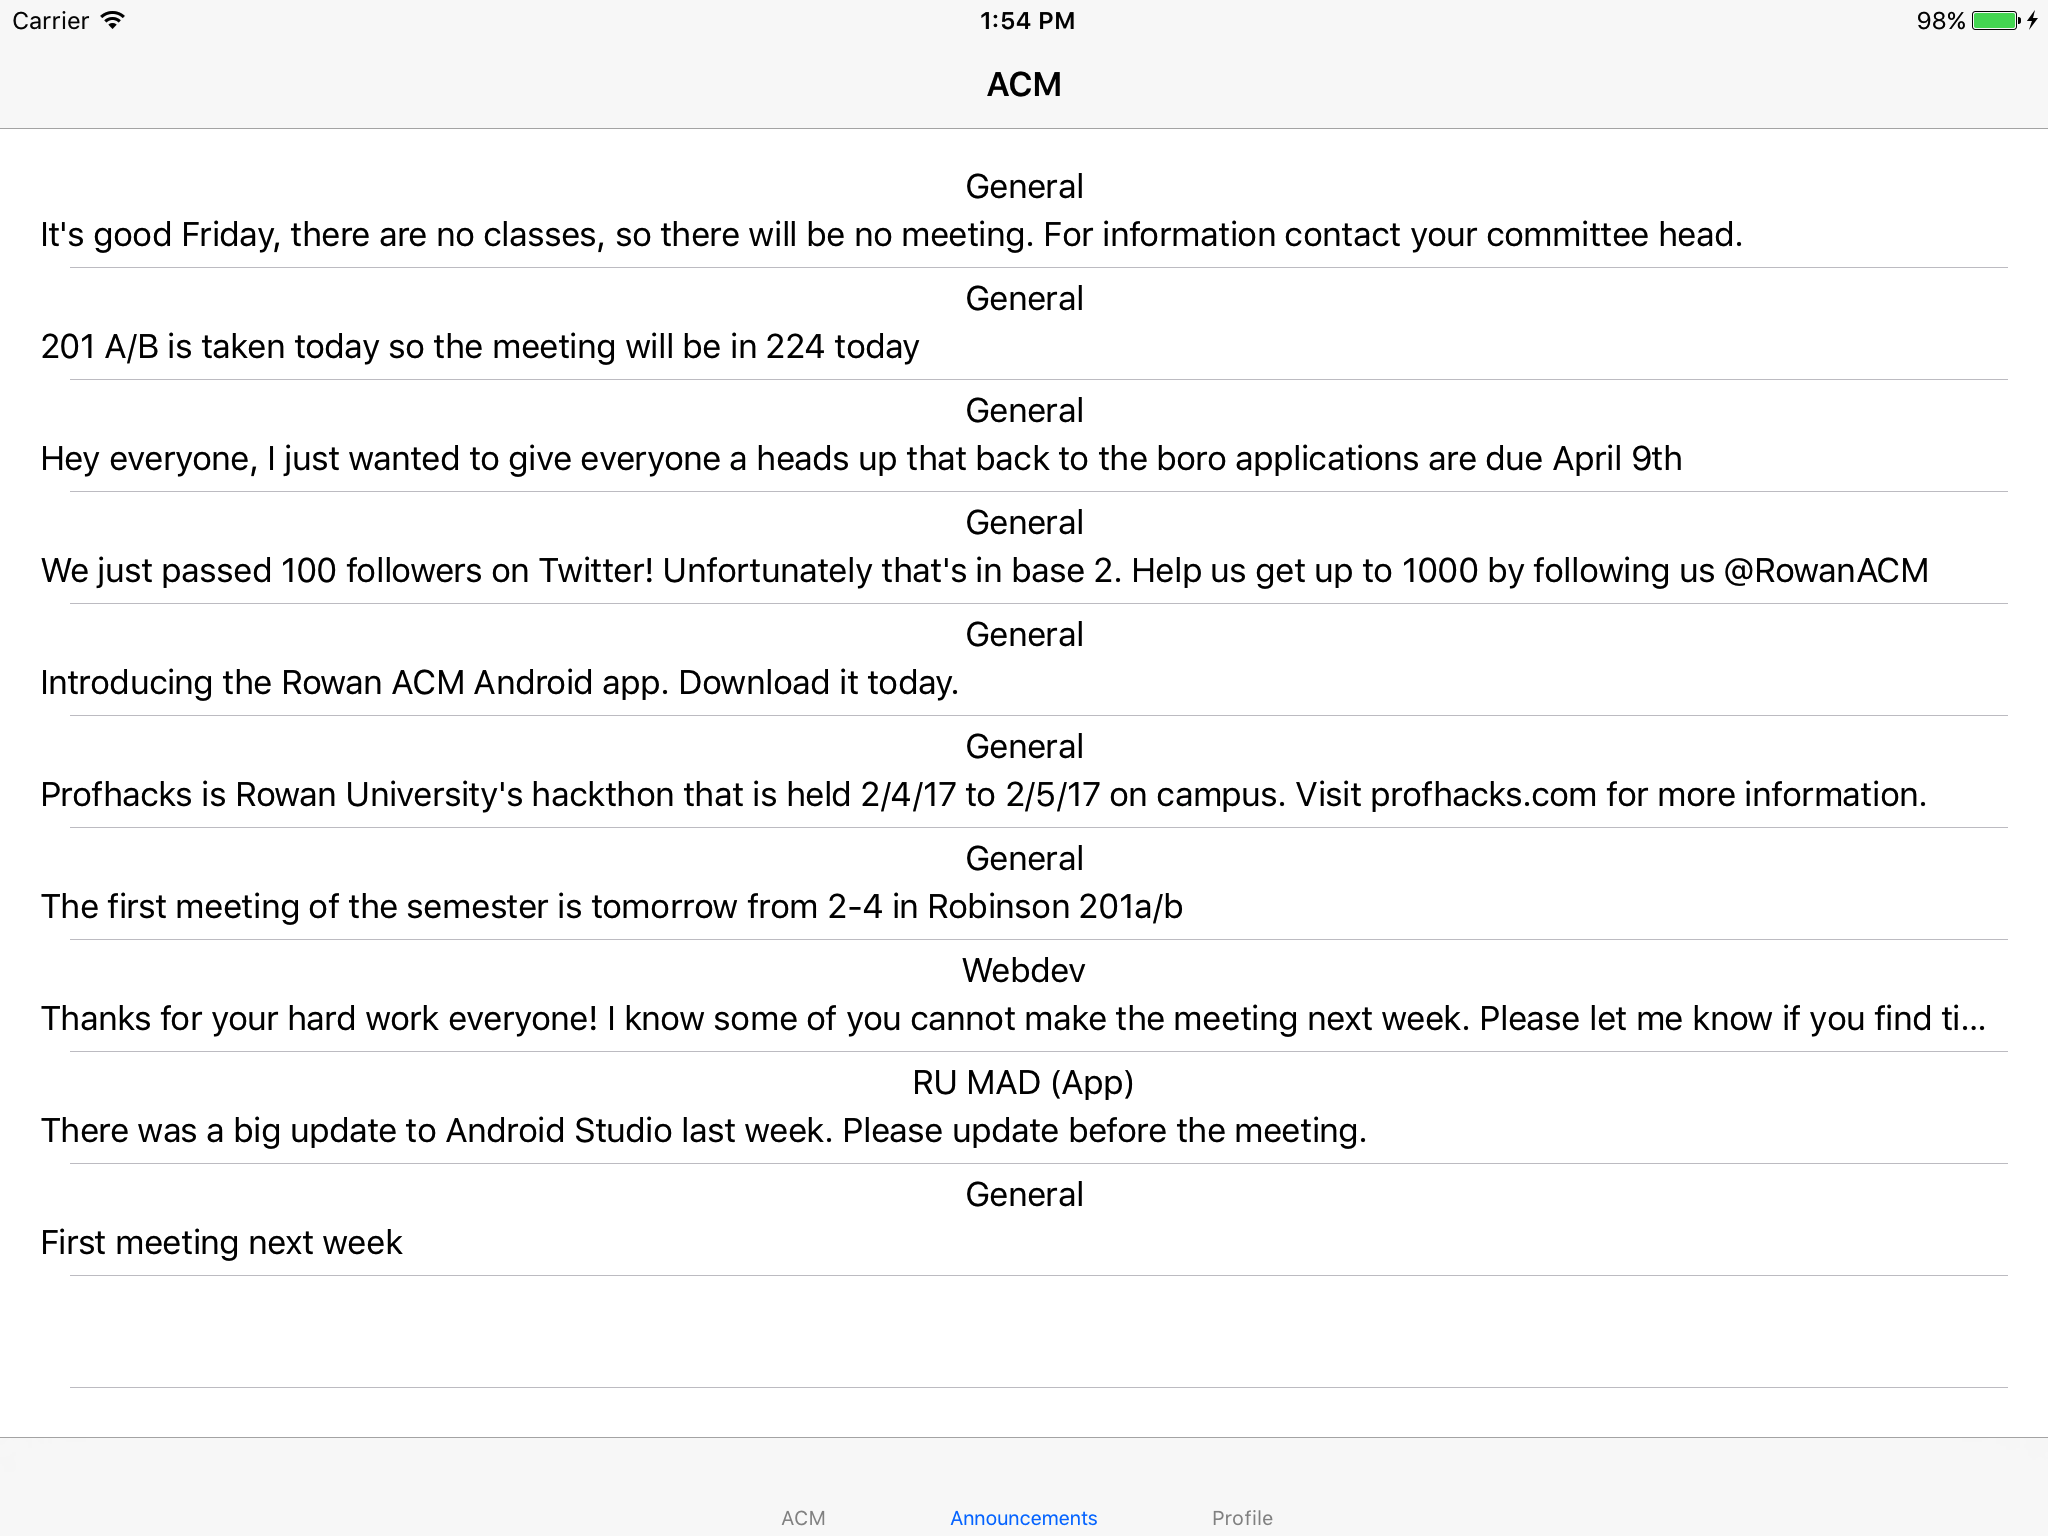 Carrier 1:54 PM 98%
ACM
General
It's good Friday, there are no classes, so there will be no meeting. For information contact your committee head.
General
201 A/B is taken today so the meeting will be in 224 today
General
Hey everyone, I just wanted to give everyone a heads up that back to the boro applications are due April 9th
General
We just passed 100 followers on Twitter! Unfortunately that's in base 2. Help us get up to 1000 by following us @RowanACM
General
Introducing the Rowan ACM Android app. Download it today.
General
Profhacks is Rowan University's hackthon that is held 2/4/17 to 2/5/17 on campus. Visit profhacks.com for more information.
General
The first meeting of the semester is tomorrow from 2-4 in Robinson 201a/b
Webdev
Thanks for your hard work everyone! I know some of you cannot make the meeting next week. Please let me know if you find ti...
RU MAD (App)
There was a big update to Android Studio last week. Please update before the meeting.
General
First meeting next week
ACM Announcements Profile